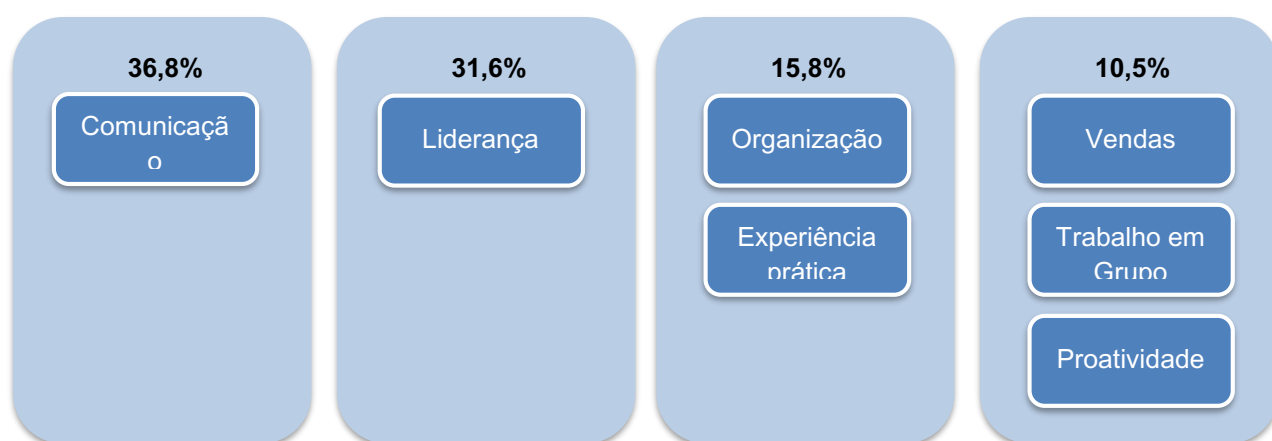 36,8%
Comunicaçã
o
31,6%
Liderança
15,8%
Organização
Experiência
prática
10,5%
Vendas
Trabalho em
Grupo
Proatividade